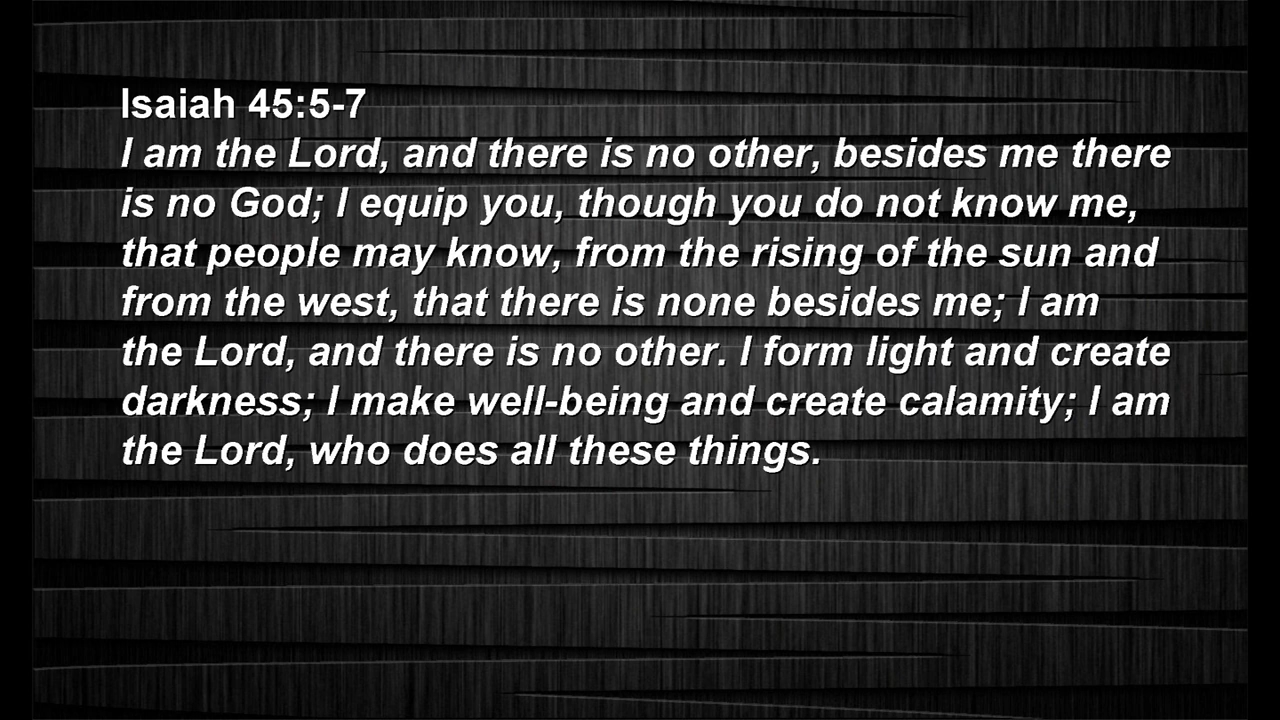 Isaiah 45:5-7
I am the Lord, and there is no other, besides me there
is no God; I equip you, though you do not know me,
that people may know, from the rising of the sun and
from the west, that there is none besides me; I am
the Lord, and there is no other. I form light and create
darkness; I make well-being and create calamity; I am
the Lord, who does all these things.